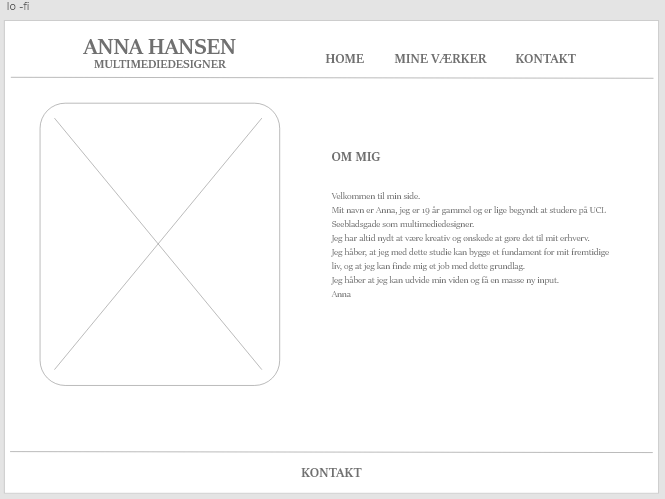 lo -fi
ANNA HANSEN
MULTIMEDIEDESIGNER
HOME MINE VÆRKER KONTAKT
OM MIG
Velkommen til min side.
Mit navn er Anna, jeg er 19 år gammel og er lige begyndt at studere på UCL
Seebladsgade som multimediedesigner.
Jeg har altid nydt at være kreativ og ønskede at gøre det til mit erhverv.
Jeg håber, at jeg med dette studie kan bygge et fundament for mit fremtidige
liv, og at jeg kan finde mig et job med dette grundlag.
Jeg håber at jeg kan udvide min viden og få en masse ny input.
Anna
KONTAKT